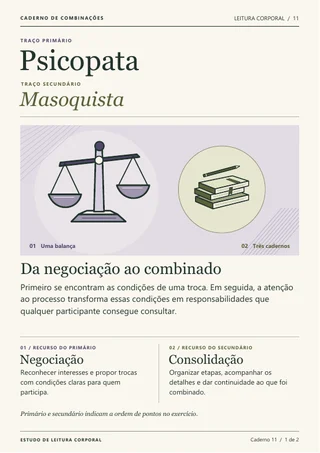 CADERNO DE COMBINAÇÕES
LEITURA CORPORAL / 11
TRAÇO PRIMÁRIO
Psicopata
TRAÇO SECUNDÁRIO
Masoquista
01 Uma balança
02 Três cadernos
Da negociação ao combinado
Primeiro se encontram as condições de uma troca. Em seguida, a atenção
ao processo transforma essas condições em responsabilidades que
qualquer participante consegue consultar.
01 / RECURSO DO PRIMÁRIO
Negociação
Reconhecer interesses e propor trocas
com condições claras para quem
participa.
02 / RECURSO DO SECUNDÁRIO
Consolidação
Organizar etapas, acompanhar os
detalhes e dar continuidade ao que foi
combinado.
Primário e secundário indicam a ordem de pontos no exercício.
ESTUDO DE LEITURA CORPORAL
Caderno 11 / 1 de 2